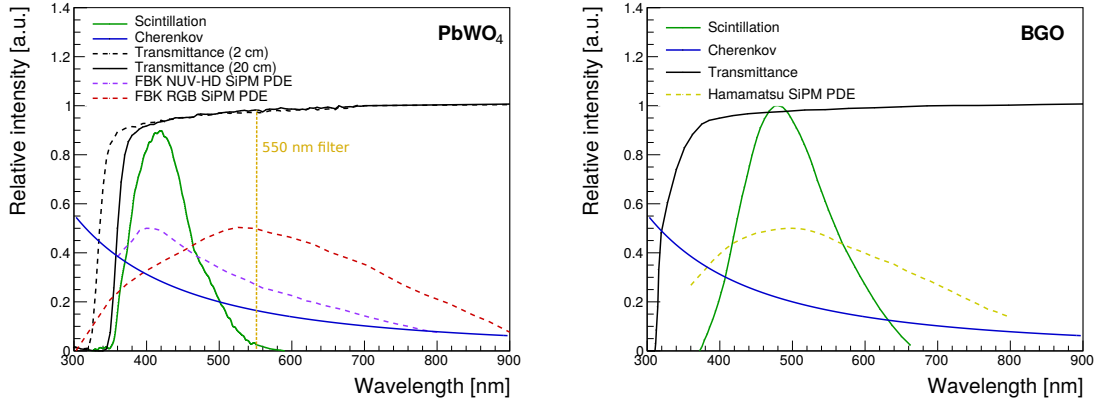 PbWO4
Scintillation
Cherenkov
Transmittance (2 cm)
Transmittance (20 cm)
FBK NUV-HD SiPM PDE
FBK RGB SiPM PDE
550 nm filter
Relative intensity [a.u.]
1.4
1.2
1
0.8
0.6
0.4
0.2
0
300 400 500 600 700 800 900
Wavelength [nm]
BGO
Scintillation
Cherenkov
Transmittance
Hamamatsu SiPM PDE
Relative intensity [a.u.]
1.4
1.2
1
0.8
0.6
0.4
0.2
0
300 400 500 600 700 800 900
Wavelength [nm]